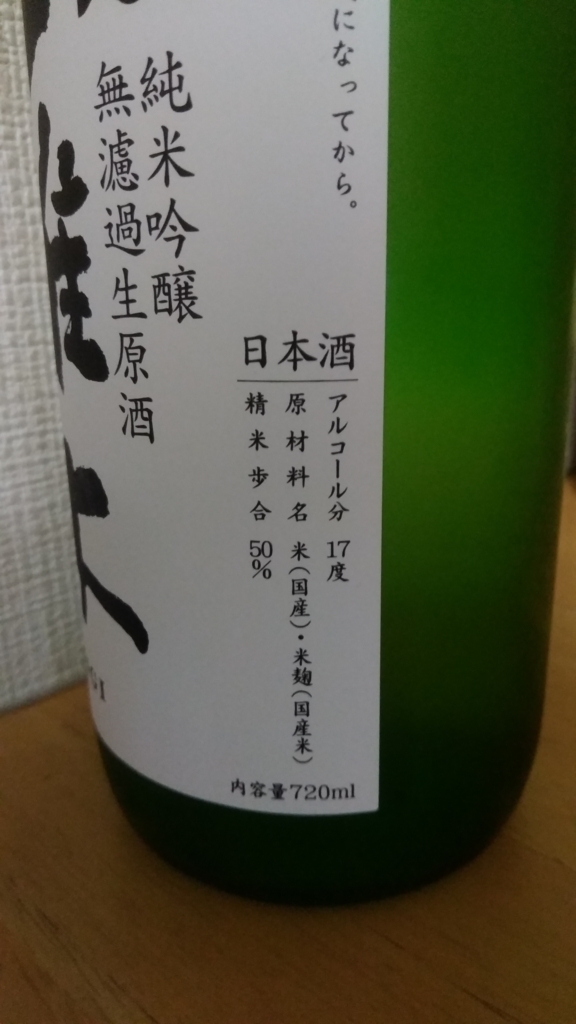 になってから。
日本酒
アルコール分 17度
原材料名 米(国産)・米麹(国産米)
精米歩合 50%
内容量720ml
純米吟醸
無濾過生原酒